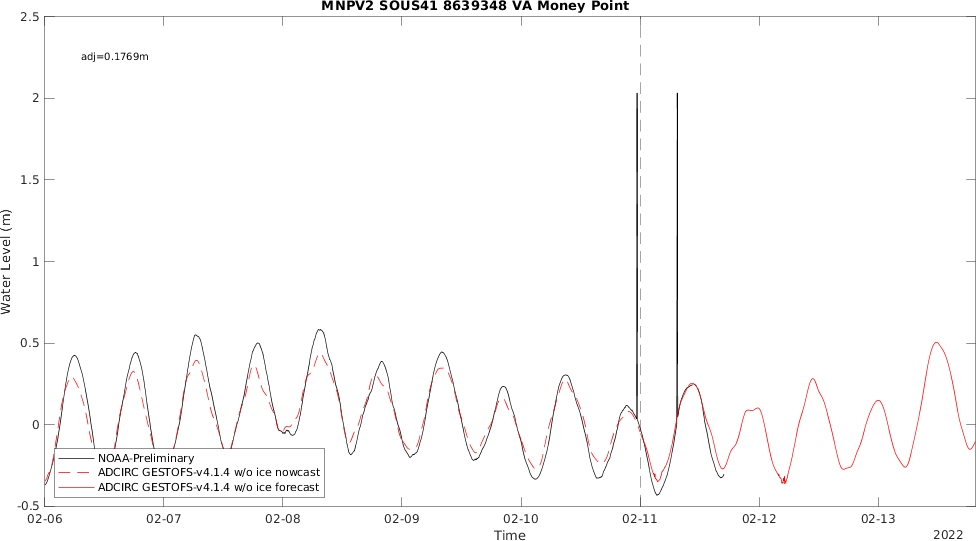 MNPV2 SOUS41 8639348 VA Money Point
adj=0.1769m
Water Level (m)
2.5
2
1.5
1
0.5
0
-0.5
NOAA-Preliminary
ADCIRC GESTOFS-v4.1.4 w/o ice nowcast
ADCIRC GESTOFS-v4.1.4 w/o ice forecast
02-06 02-07 02-08 02-09 02-10 02-11 02-12 02-13
Time
2022